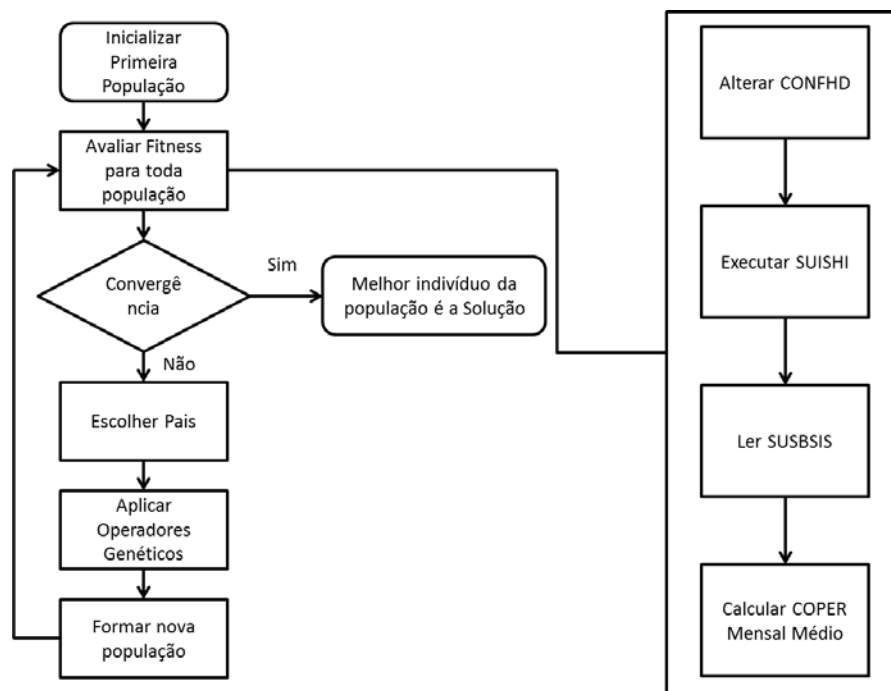 Inicializar
Primeira
População
Avaliar Fitness
para toda
população
Convergê
ncia
Sim
Melhor indivíduo da
população é a Solução
Não
Escolher Pais
Aplicar
Operadores
Genéticos
Formar nova
população
Alterar CONFHD
Executar SUISHI
Ler SUSBSIS
Calcular COPER
Mensal Médio